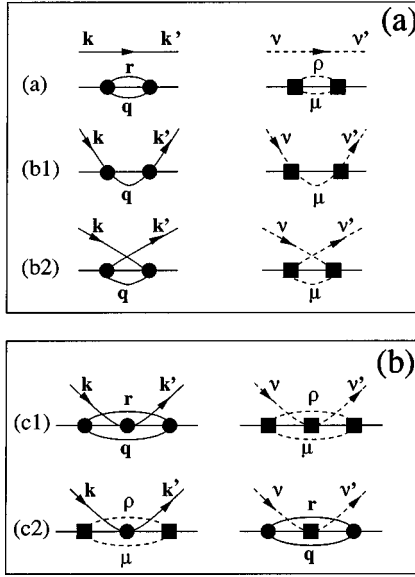 (a)
k k' ν ν'
r ρ
(a)
q μ
k k' ν ν'
(b1)
q μ
k k' ν ν'
(b2)
q μ
(b)
k r k' ν ρ ν'
(c1)
q μ
k ρ k' ν r ν'
(c2)
μ q